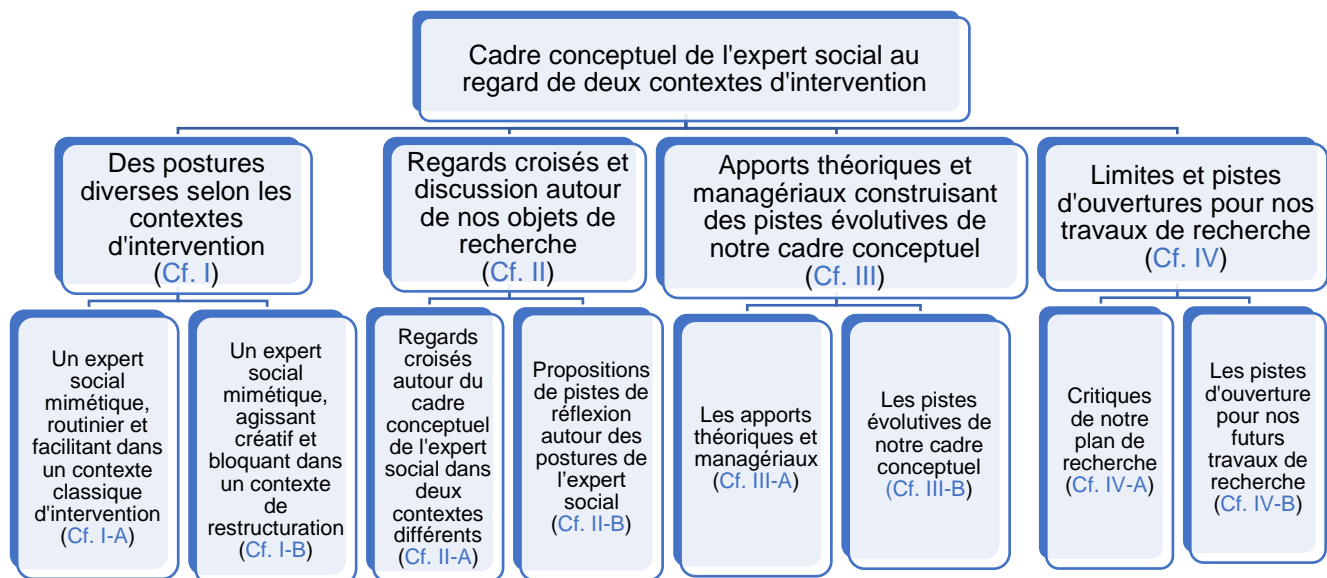 Cadre conceptuel de l'expert social au
regard de deux contextes d'intervention
Des postures
diverses selon les
contextes
d'intervention
(Cf. I)
Regards croisés et
discussion autour
de nos objets de
recherche
(Cf. II)
Apports théoriques et
managériaux construisant
des pistes évolutives de
notre cadre conceptuel
(Cf. III)
Limites et pistes
d'ouvertures pour nos
travaux de recherche
(Cf. IV)
Un expert
social
mimétique,
routinier et
facilitant dans
un contexte
classique
d'intervention
(Cf. I-A)
Un expert
social
mimétique,
agissant
créatif et
bloquant dans
un contexte
de
restructuration
(Cf. I-B)
Regards
croisés
autour du
cadre
conceptuel
de l'expert
social dans
deux
contextes
différents
(Cf. II-A)
Propositions
de pistes de
réflexion
autour des
postures de
l’expert
social
(Cf. II-B)
Les apports
théoriques et
managériaux
(Cf. III-A)
Les pistes
évolutives
de notre cadre
conceptuel
(Cf. III-B)
Critiques
de notre
plan de
recherche
(Cf. IV-A)
Les pistes
d'ouverture
pour nos
futurs
travaux de
recherche
(Cf. IV-B)